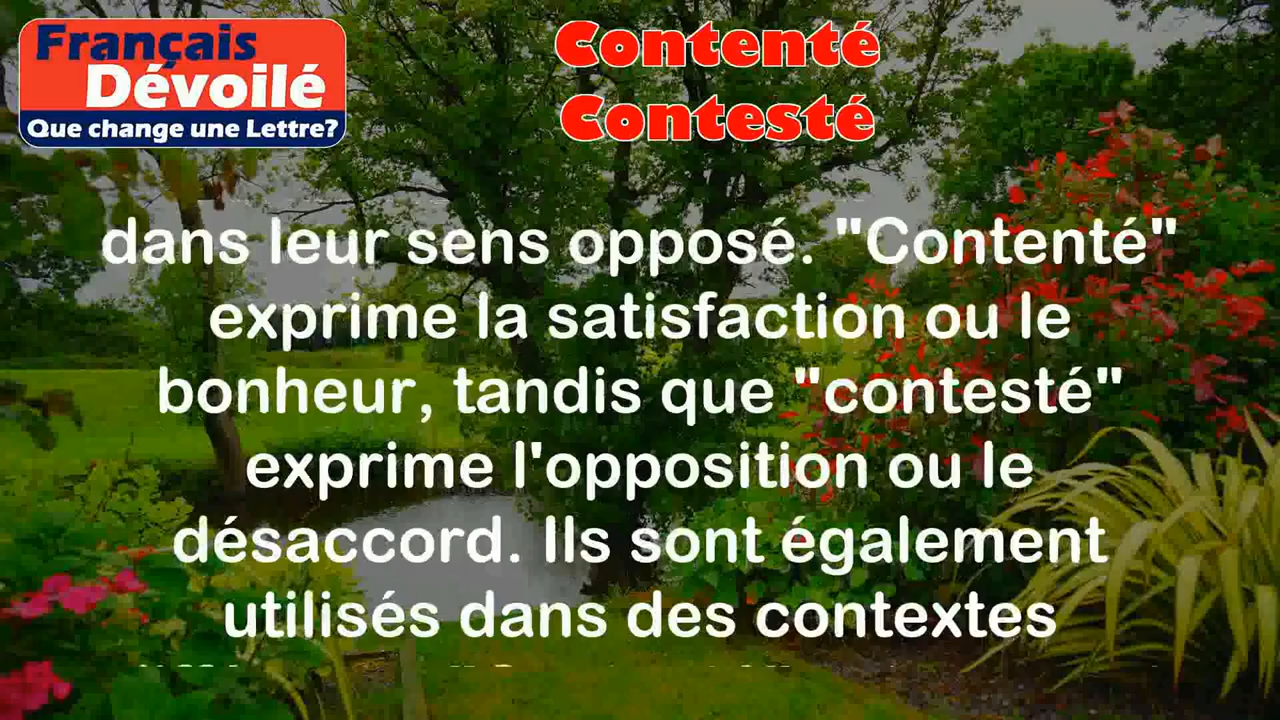 Français
Dévoilé
Que change une Lettre?
Contenté
Contesté
dans leur sens opposé. "Contenté"
exprime la satisfaction ou le
bonheur, tandis que "contesté"
exprime l'opposition ou le
désaccord. Ils sont également
utilisés dans des contextes